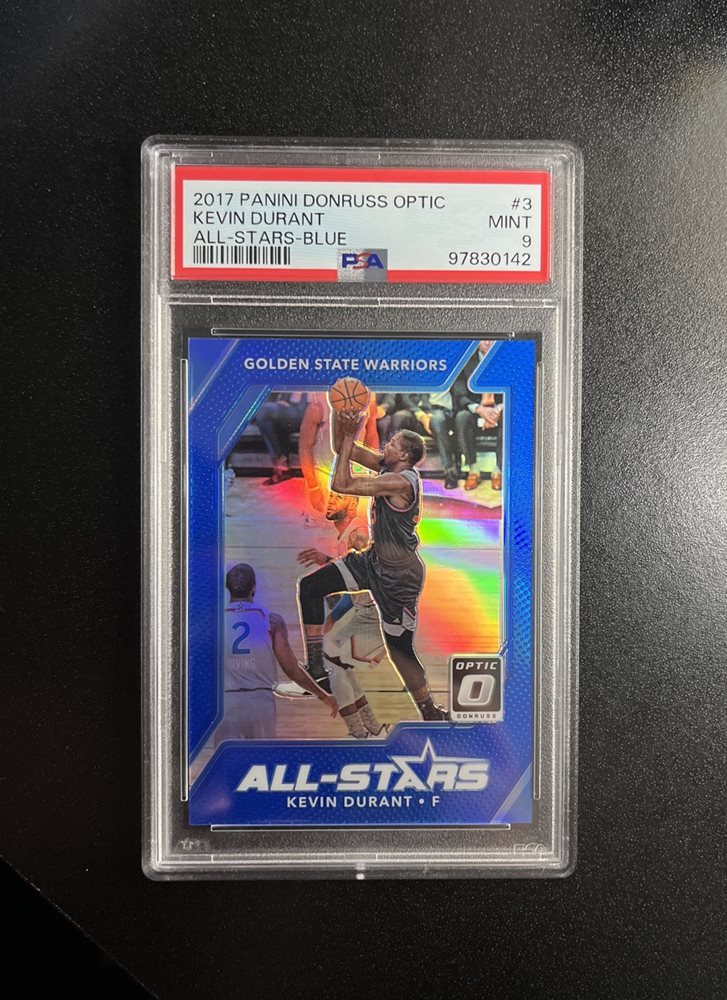 2017 PANINI DONRUSS OPTIC #3
KEVIN DURANT MINT
ALL-STARS-BLUE 9
PSA 97830142
GOLDEN STATE WARRIORS
2
IRVING
OPTIC
O
DONRUSS
ALL-STARS
KEVIN DURANT • F